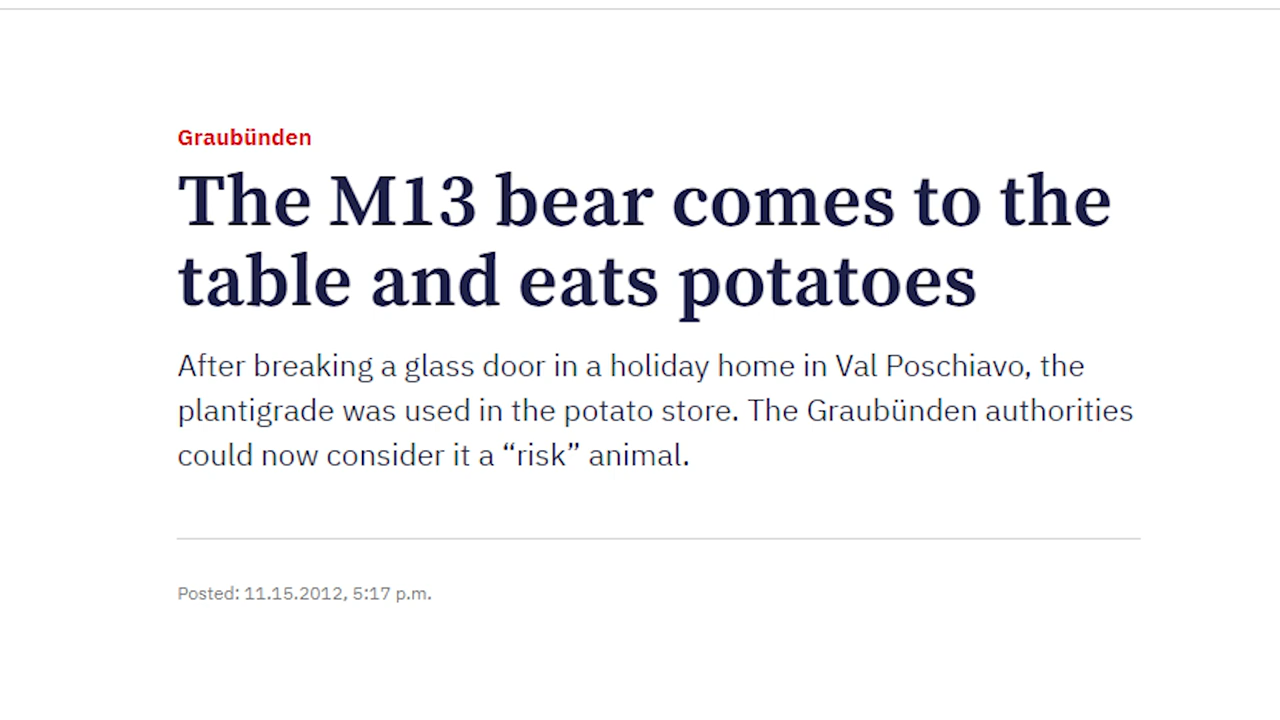 Graubünden
The M13 bear comes to the
table and eats potatoes
After breaking a glass door in a holiday home in Val Poschiavo, the
plantigrade was used in the potato store. The Graubünden authorities
could now consider it a “risk” animal.
Posted: 11.15.2012, 5:17 p.m.